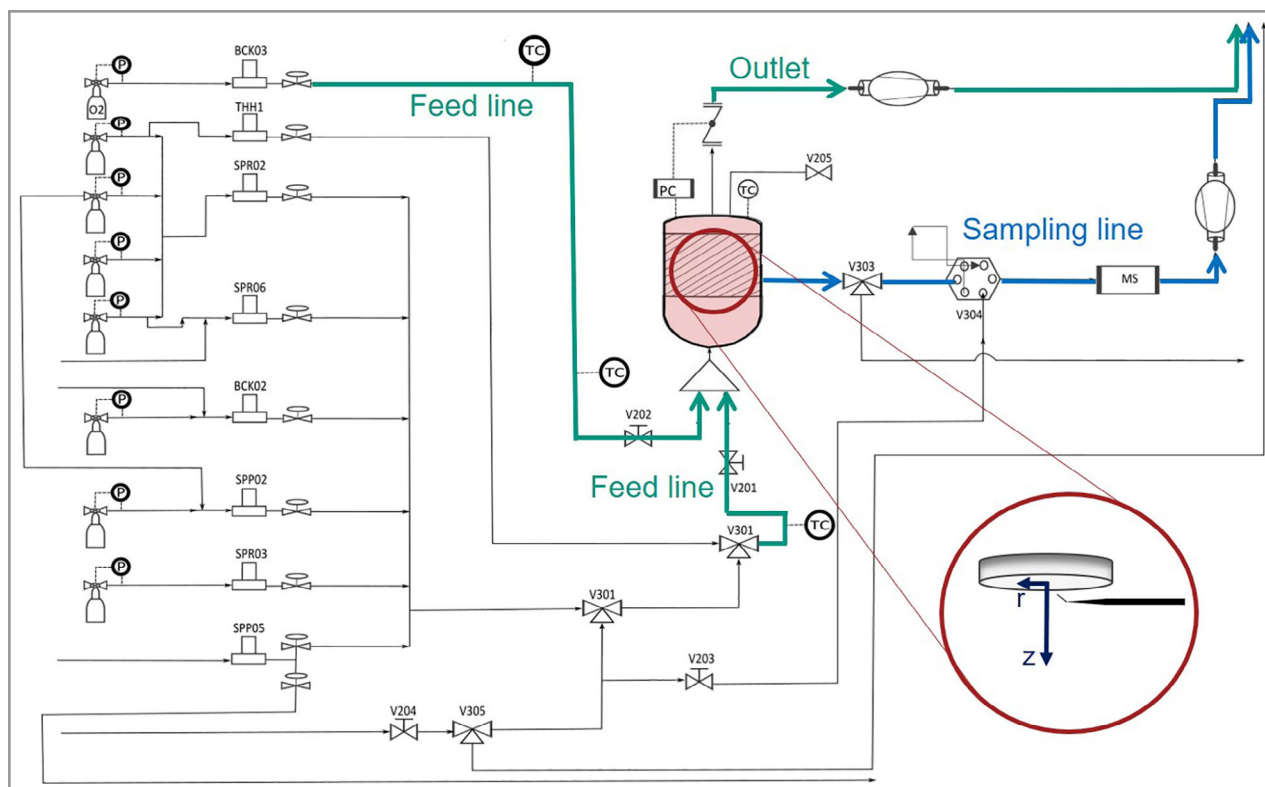 BCK03
P
O2
TC
Feed line
Outlet
THH1
P
SPR02
P
V205
PC
TC
P
Sampling line
V303
MS
V304
SPR06
P
TC
BCK02
P
V202
SPP02
P
Feed line
V201
V301
TC
SPR03
P
V301
SPP05
V203
V204
V305
r
z